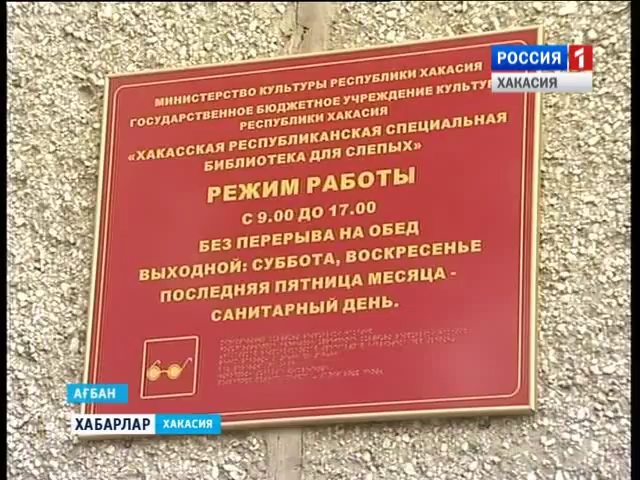 РОССИЯ 1
ХАКАСИЯ
МИНИСТЕРСТВО КУЛЬТУРЫ РЕСПУБЛИКИ ХАКАСИЯ
ГОСУДАРСТВЕННОЕ БЮДЖЕТНОЕ УЧРЕЖДЕНИЕ КУЛЬТУ
РЕСПУБЛИКИ ХАКАСИЯ
«ХАКАССКАЯ РЕСПУБЛИКАНСКАЯ СПЕЦИАЛЬНАЯ
БИБЛИОТЕКА ДЛЯ СЛЕПЫХ»
РЕЖИМ РАБОТЫ
С 9.00 ДО 17.00
БЕЗ ПЕРЕРЫВА НА ОБЕД
ВЫХОДНОЙ: СУББОТА, ВОСКРЕСЕНЬЕ
ПОСЛЕДНЯЯ ПЯТНИЦА МЕСЯЦА -
САНИТАРНЫЙ ДЕНЬ.
АҒБАН
ХАБАРЛАР ХАКАСИЯ